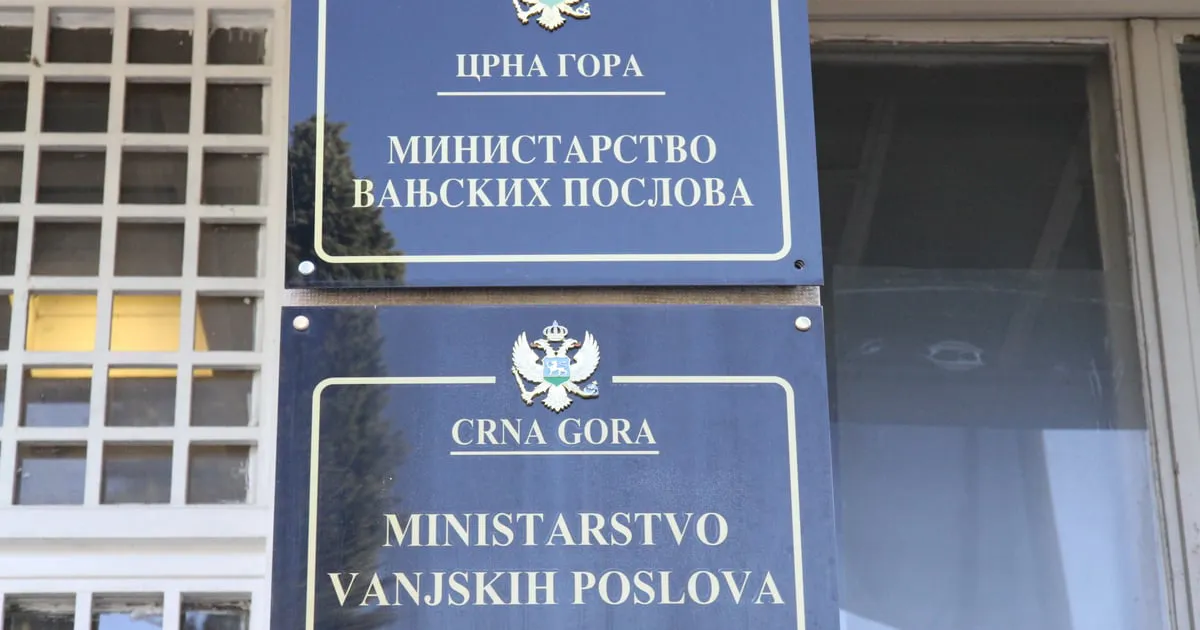 ЦРНА ГОРА
МИНИСТАРСТВО
ВАЊСКИХ ПОСЛОВА
CRNA GORA
MINISTARSTVO
VANJSKIH POSLOVA